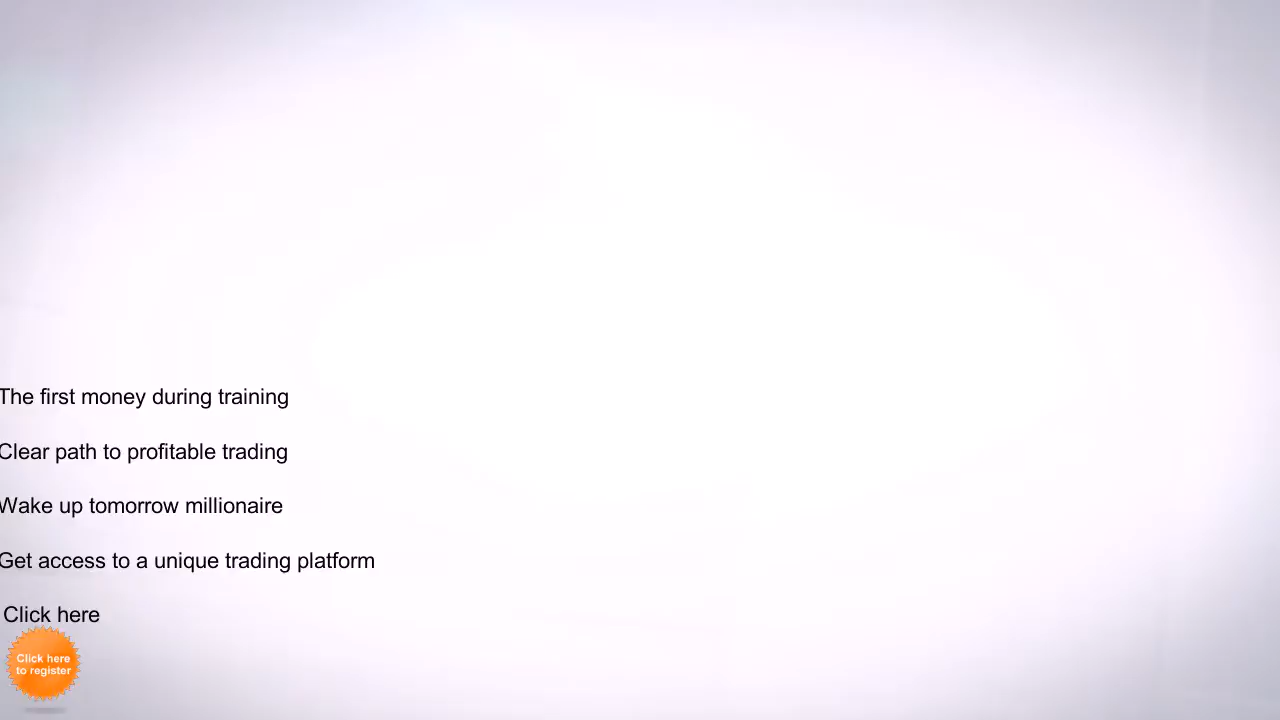 The first money during training
Clear path to profitable trading
Wake up tomorrow millionaire
Get access to a unique trading platform
Click here
Click here
to register